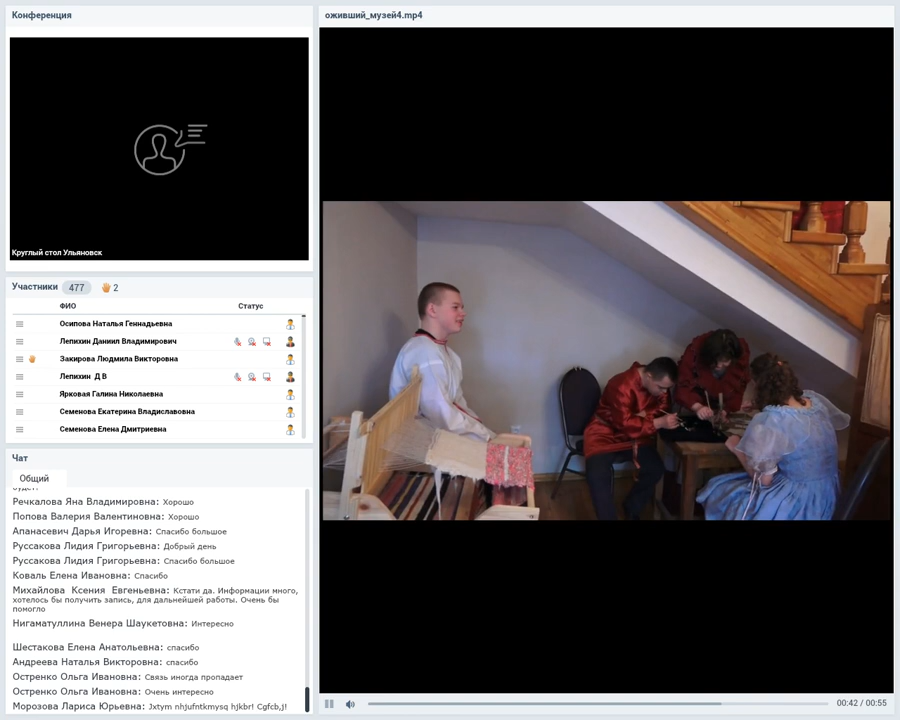 Конференция
Круглый стол Ульяновск
Участники 477 2
ФИО Статус
Осипова Наталья Геннадьевна
Лепихин Даниил Владимирович
Закирова Людмила Викторовна
Лепихин Д В
Ярковая Галина Николаевна
Семенова Екатерина Владиславовна
Семенова Елена Дмитриевна
Чат
Общий
Речкалова Яна Владимировна: Хорошо
Попова Валерия Валентиновна: Хорошо
Апанасевич Дарья Игоревна: Спасибо большое
Руссакова Лидия Григорьевна: Добрый день
Руссакова Лидия Григорьевна: Спасибо большое
Коваль Елена Ивановна: Спасибо
Михайлова Ксения Евгеньевна: Кстати да. Информации много,
хотелось бы получить запись, для дальнейшей работы. Очень бы
помогло
Нигаматуллина Венера Шаукетовна: Интересно
Шестакова Елена Анатольевна: спасибо
Андреева Наталья Викторовна: спасибо
Остренко Ольга Ивановна: Связь иногда пропадает
Остренко Ольга Ивановна: Очень интересно
Морозова Лариса Юрьевна: Jxtym nhjufntkmysq hjkbr! Cgfcb,j!
оживший_музей4.mp4
00:42 / 00:55